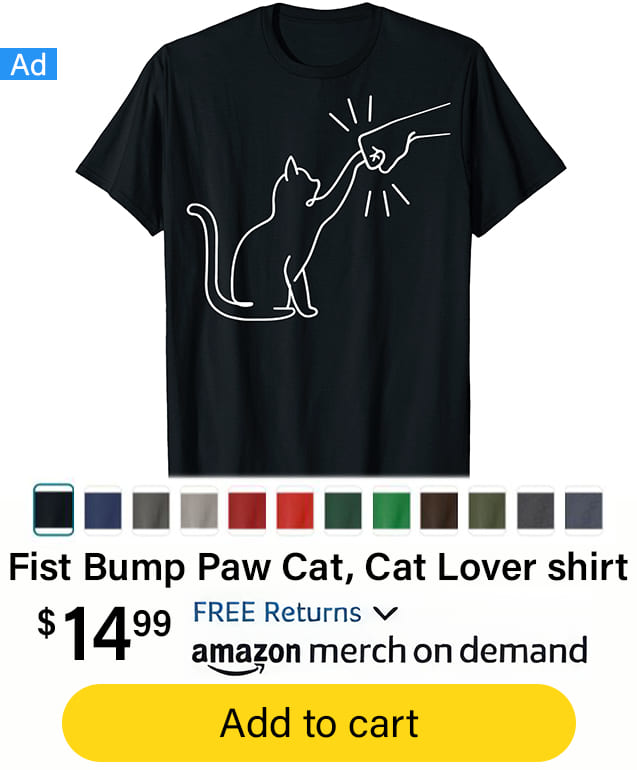 Ad
Fist Bump Paw Cat, Cat Lover shirt
$14.99 FREE Returns
amazon merch on demand
Add to cart